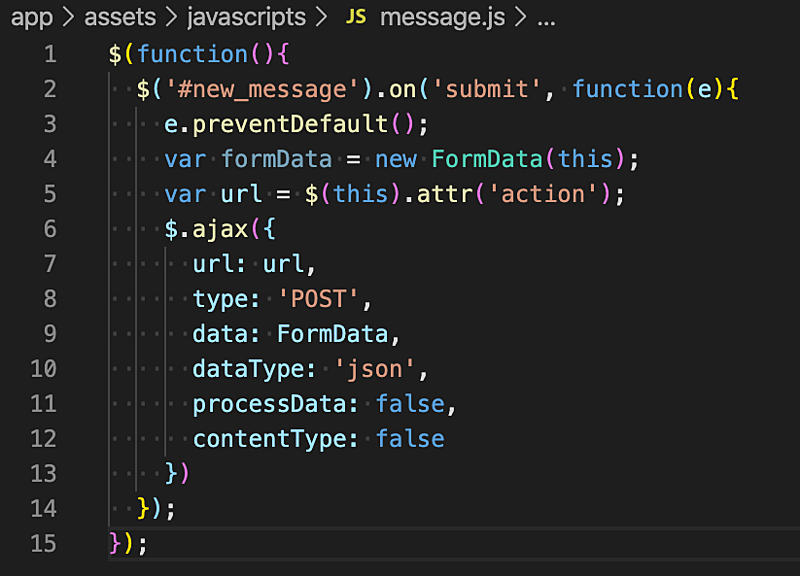 app > assets > javascripts > JS message.js > ...
1 $(function(){
2   $('#new_message').on('submit', function(e){
3     e.preventDefault();
4     var formData = new FormData(this);
5     var url = $(this).attr('action');
6     $.ajax({
7       url: url,
8       type: 'POST',
9       data: FormData,
10       dataType: 'json',
11       processData: false,
12       contentType: false
13     })
14   });
15 });